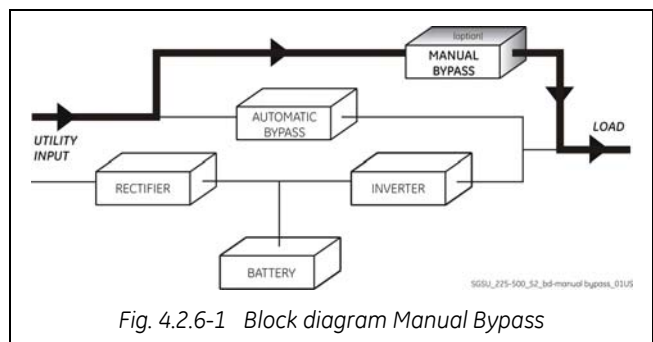 (option)
MANUAL
BYPASS
AUTOMATIC
BYPASS
UTILITY
INPUT
LOAD
RECTIFIER
INVERTER
BATTERY
SGSU_225-500_S2_bd-manual bypass_01US
Fig. 4.2.6-1 Block diagram Manual Bypass